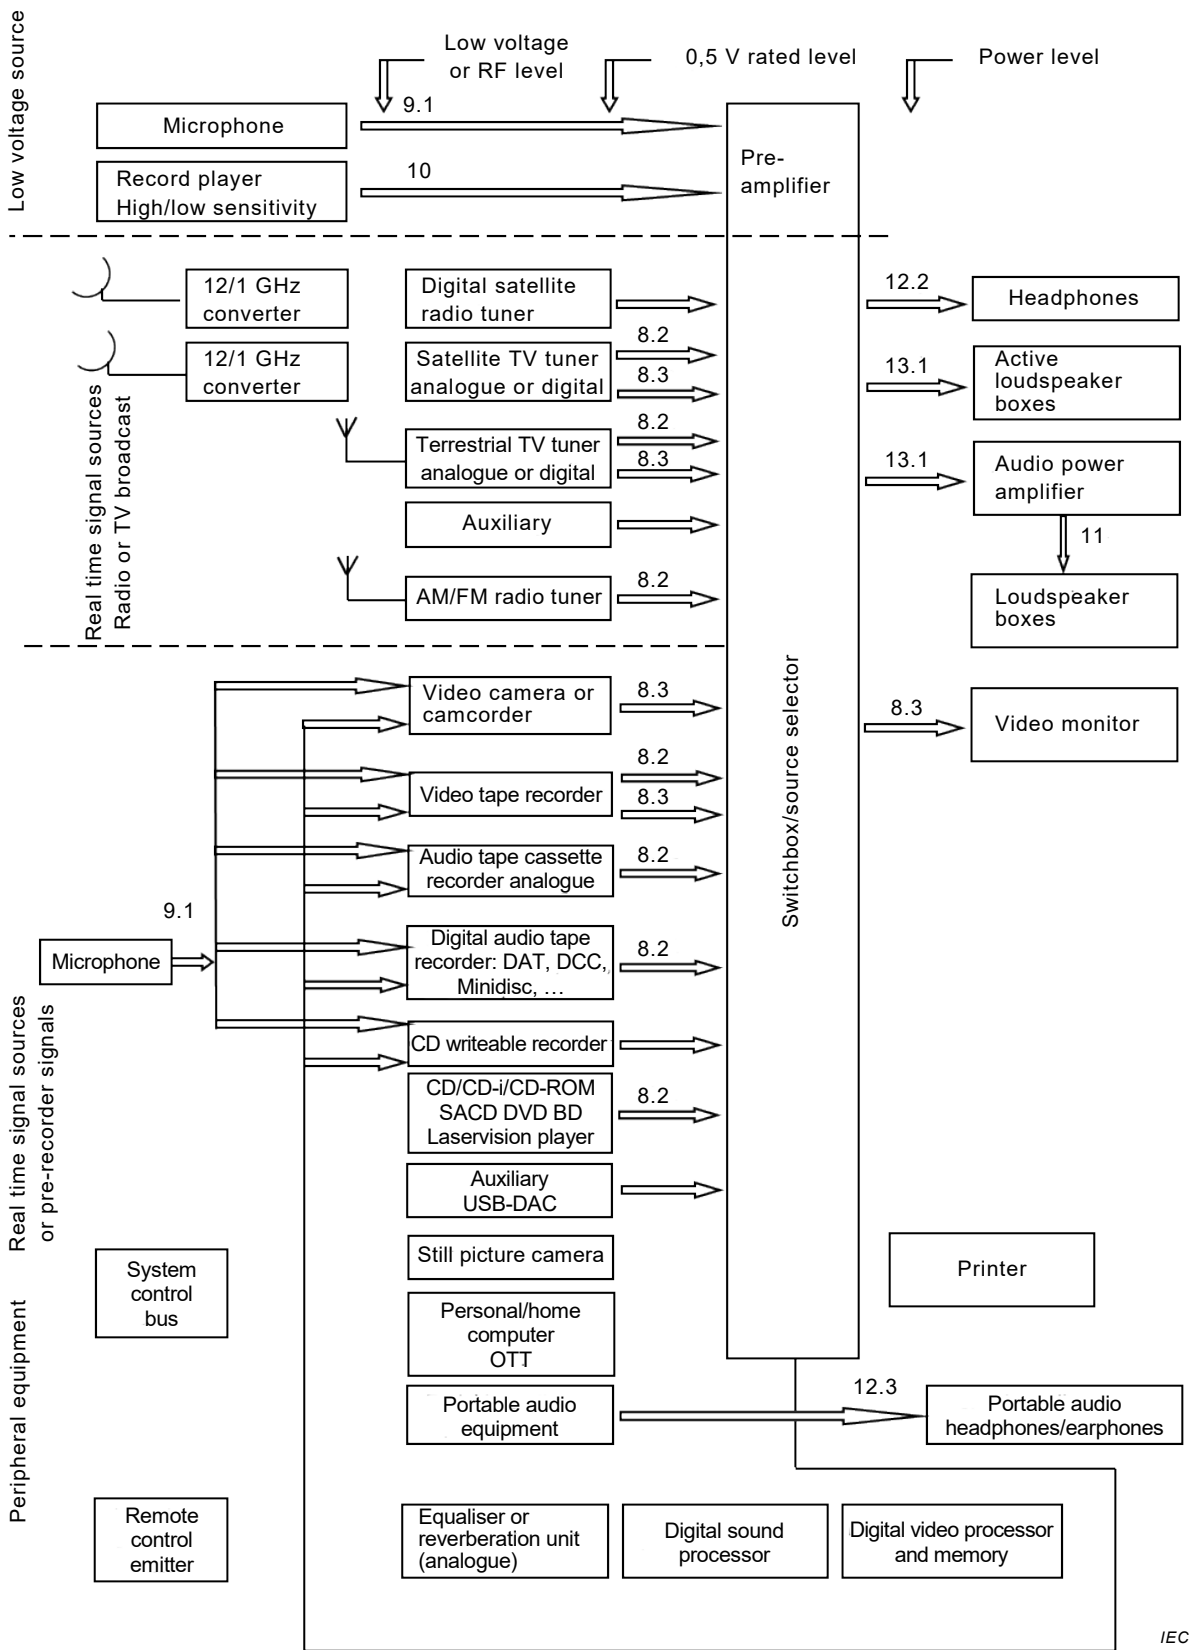 Low voltage source
Low voltage
or RF level
0,5 V rated level
Power level
9.1
Microphone
10
Record player
High/low sensitivity
Pre-
amplifier
Real time signal sources
Radio or TV broadcast
12/1 GHz
converter
Digital satellite
radio tuner
12.2
Headphones
12/1 GHz
converter
Satellite TV tuner
analogue or digital
8.2
8.3
13.1
Active
loudspeaker
boxes
Terrestrial TV tuner
analogue or digital
8.2
8.3
13.1
Audio power
amplifier
Auxiliary
11
AM/FM radio tuner
8.2
Loudspeaker
boxes
Switchbox/source selector
Video camera or
camcorder
8.3
8.3
Video monitor
Video tape recorder
8.2
8.3
Audio tape cassette
recorder analogue
8.2
9.1
Microphone
Digital audio tape
recorder: DAT, DCC,
Minidisc, …
8.2
Real time signal sources
or pre-recorder signals
CD writeable recorder
CD/CD-i/CD-ROM
SACD DVD BD
Laservision player
8.2
Auxiliary
USB-DAC
Still picture camera
Printer
System
control
bus
Peripheral equipment
Personal/home
computer
OTT
Portable audio
equipment
12.3
Portable audio
headphones/earphones
Remote
control
emitter
Equaliser or
reverberation unit
(analogue)
Digital sound
processor
Digital video processor
and memory
IEC